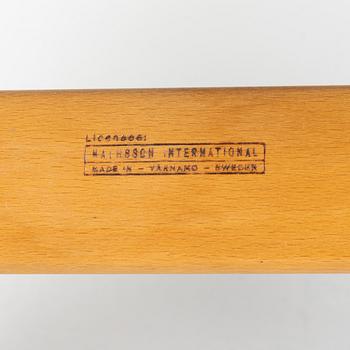 Licensee:
MATHSSON INTERNATIONAL
MADE IN - VÄRNAMO - SWEDEN